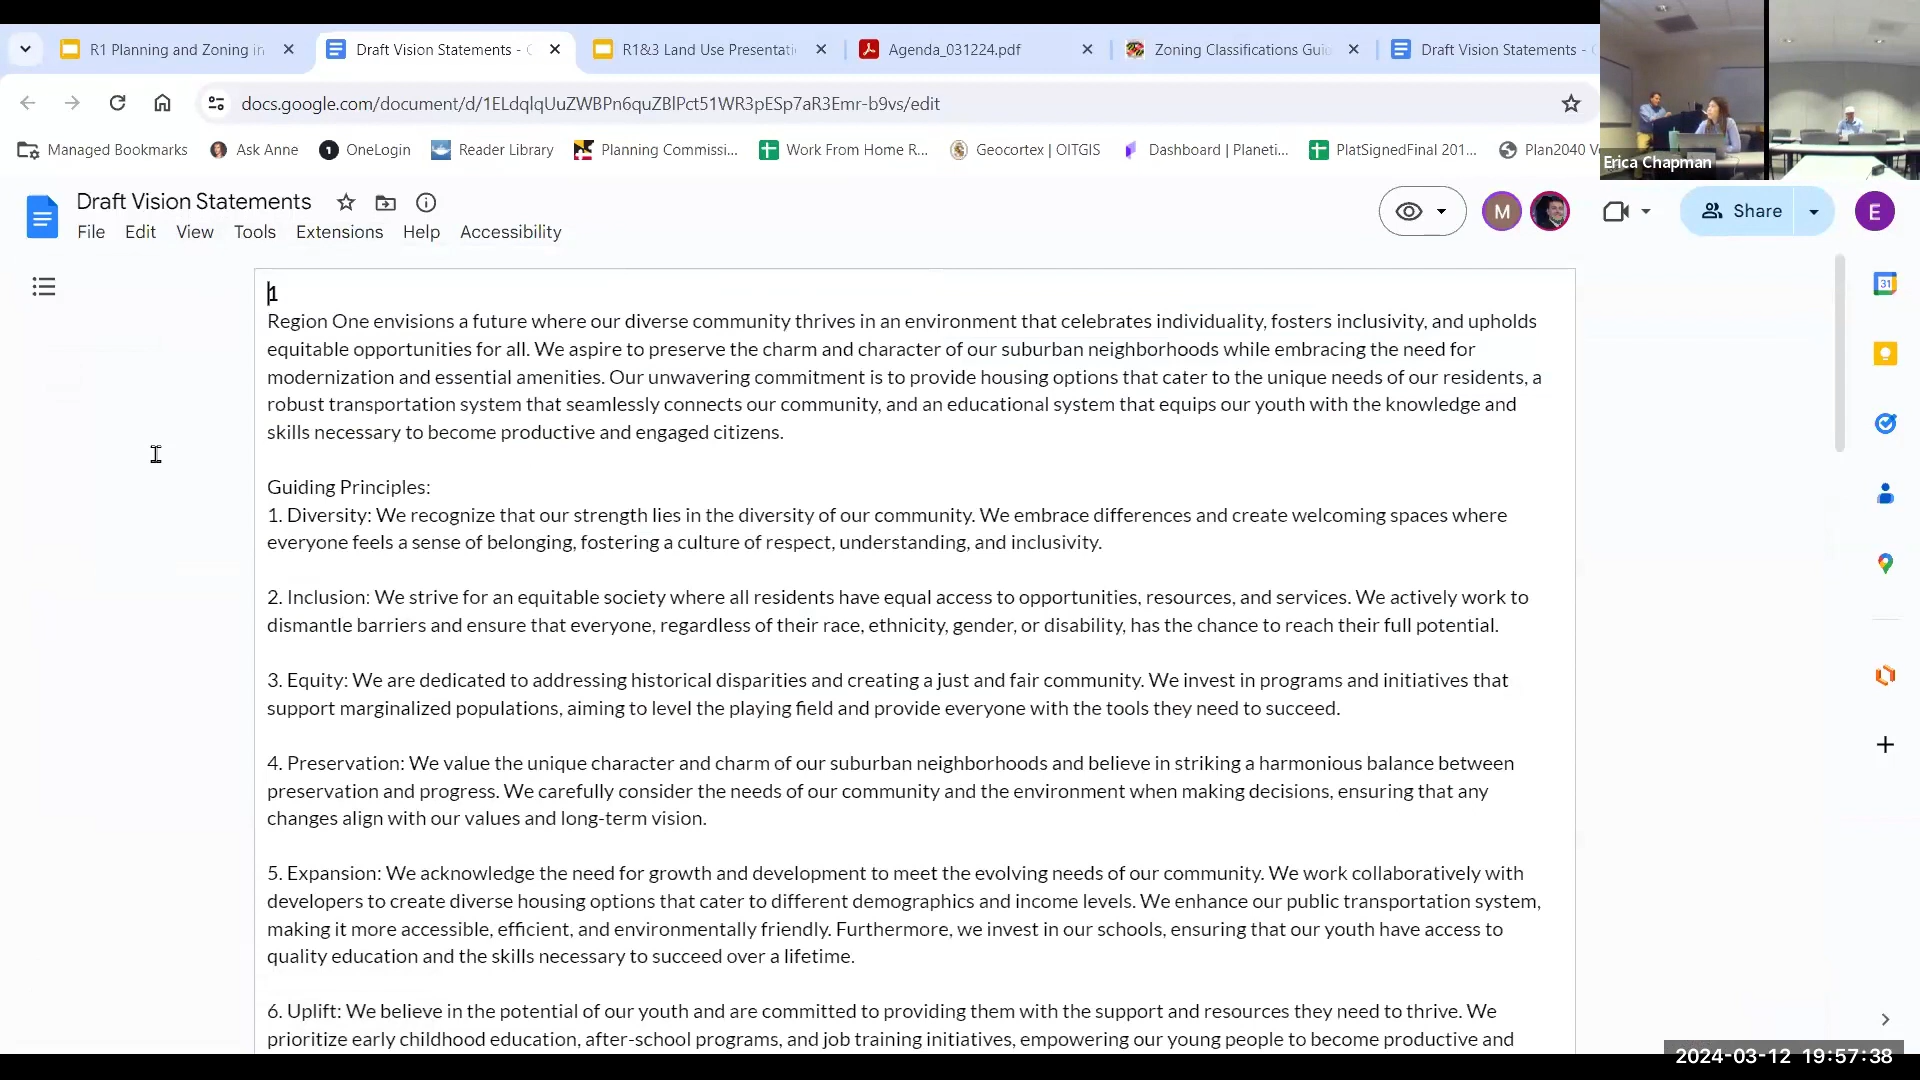 R1 Planning and Zoning in
Draft Vision Statements -
R1&3 Land Use Presentati
Agenda_031224.pdf
Zoning Classifications Gui
Draft Vision Statements -
docs.google.com/document/d/1ELdqlqUuZWBPn6quZBlPct51WR3pESp7aR3Emr-b9vs/edit
Managed Bookmarks
Ask Anne
OneLogin
Reader Library
Planning Commissi...
Work From Home R...
Geocortex | OITGIS
Dashboard | Planeti...
PlatSignedFinal 201...
Plan2040 V
Erica Chapman
Draft Vision Statements
M
Share
E
File Edit View Tools Extensions Help Accessibility
31
1
Region One envisions a future where our diverse community thrives in an environment that celebrates individuality, fosters inclusivity, and upholds
equitable opportunities for all. We aspire to preserve the charm and character of our suburban neighborhoods while embracing the need for
modernization and essential amenities. Our unwavering commitment is to provide housing options that cater to the unique needs of our residents, a
robust transportation system that seamlessly connects our community, and an educational system that equips our youth with the knowledge and
skills necessary to become productive and engaged citizens.
Guiding Principles:
1. Diversity: We recognize that our strength lies in the diversity of our community. We embrace differences and create welcoming spaces where
everyone feels a sense of belonging, fostering a culture of respect, understanding, and inclusivity.
2. Inclusion: We strive for an equitable society where all residents have equal access to opportunities, resources, and services. We actively work to
dismantle barriers and ensure that everyone, regardless of their race, ethnicity, gender, or disability, has the chance to reach their full potential.
3. Equity: We are dedicated to addressing historical disparities and creating a just and fair community. We invest in programs and initiatives that
support marginalized populations, aiming to level the playing field and provide everyone with the tools they need to succeed.
4. Preservation: We value the unique character and charm of our suburban neighborhoods and believe in striking a harmonious balance between
preservation and progress. We carefully consider the needs of our community and the environment when making decisions, ensuring that any
changes align with our values and long-term vision.
5. Expansion: We acknowledge the need for growth and development to meet the evolving needs of our community. We work collaboratively with
developers to create diverse housing options that cater to different demographics and income levels. We enhance our public transportation system,
making it more accessible, efficient, and environmentally friendly. Furthermore, we invest in our schools, ensuring that our youth have access to
quality education and the skills necessary to succeed over a lifetime.
6. Uplift: We believe in the potential of our youth and are committed to providing them with the support and resources they need to thrive. We
prioritize early childhood education, after-school programs, and job training initiatives, empowering our young people to become productive and
2024-03-12 19:57:38